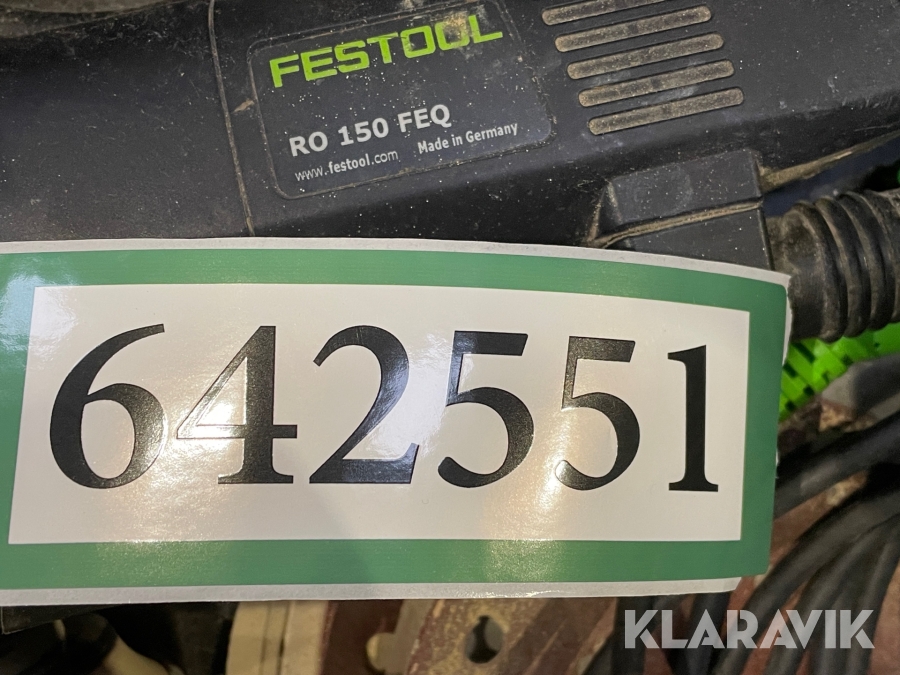 FESTOOL
RO 150 FEQ
www.festool.com Made in Germany
642551
KLARAVIK